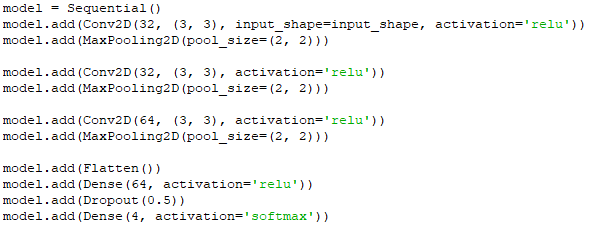 model = Sequential()
model.add(Conv2D(32, (3, 3), input_shape=input_shape, activation='relu'))
model.add(MaxPooling2D(pool_size=(2, 2)))
model.add(Conv2D(32, (3, 3), activation='relu'))
model.add(MaxPooling2D(pool_size=(2, 2)))
model.add(Conv2D(64, (3, 3), activation='relu'))
model.add(MaxPooling2D(pool_size=(2, 2)))
model.add(Flatten())
model.add(Dense(64, activation='relu'))
model.add(Dropout(0.5))
model.add(Dense(4, activation='softmax'))